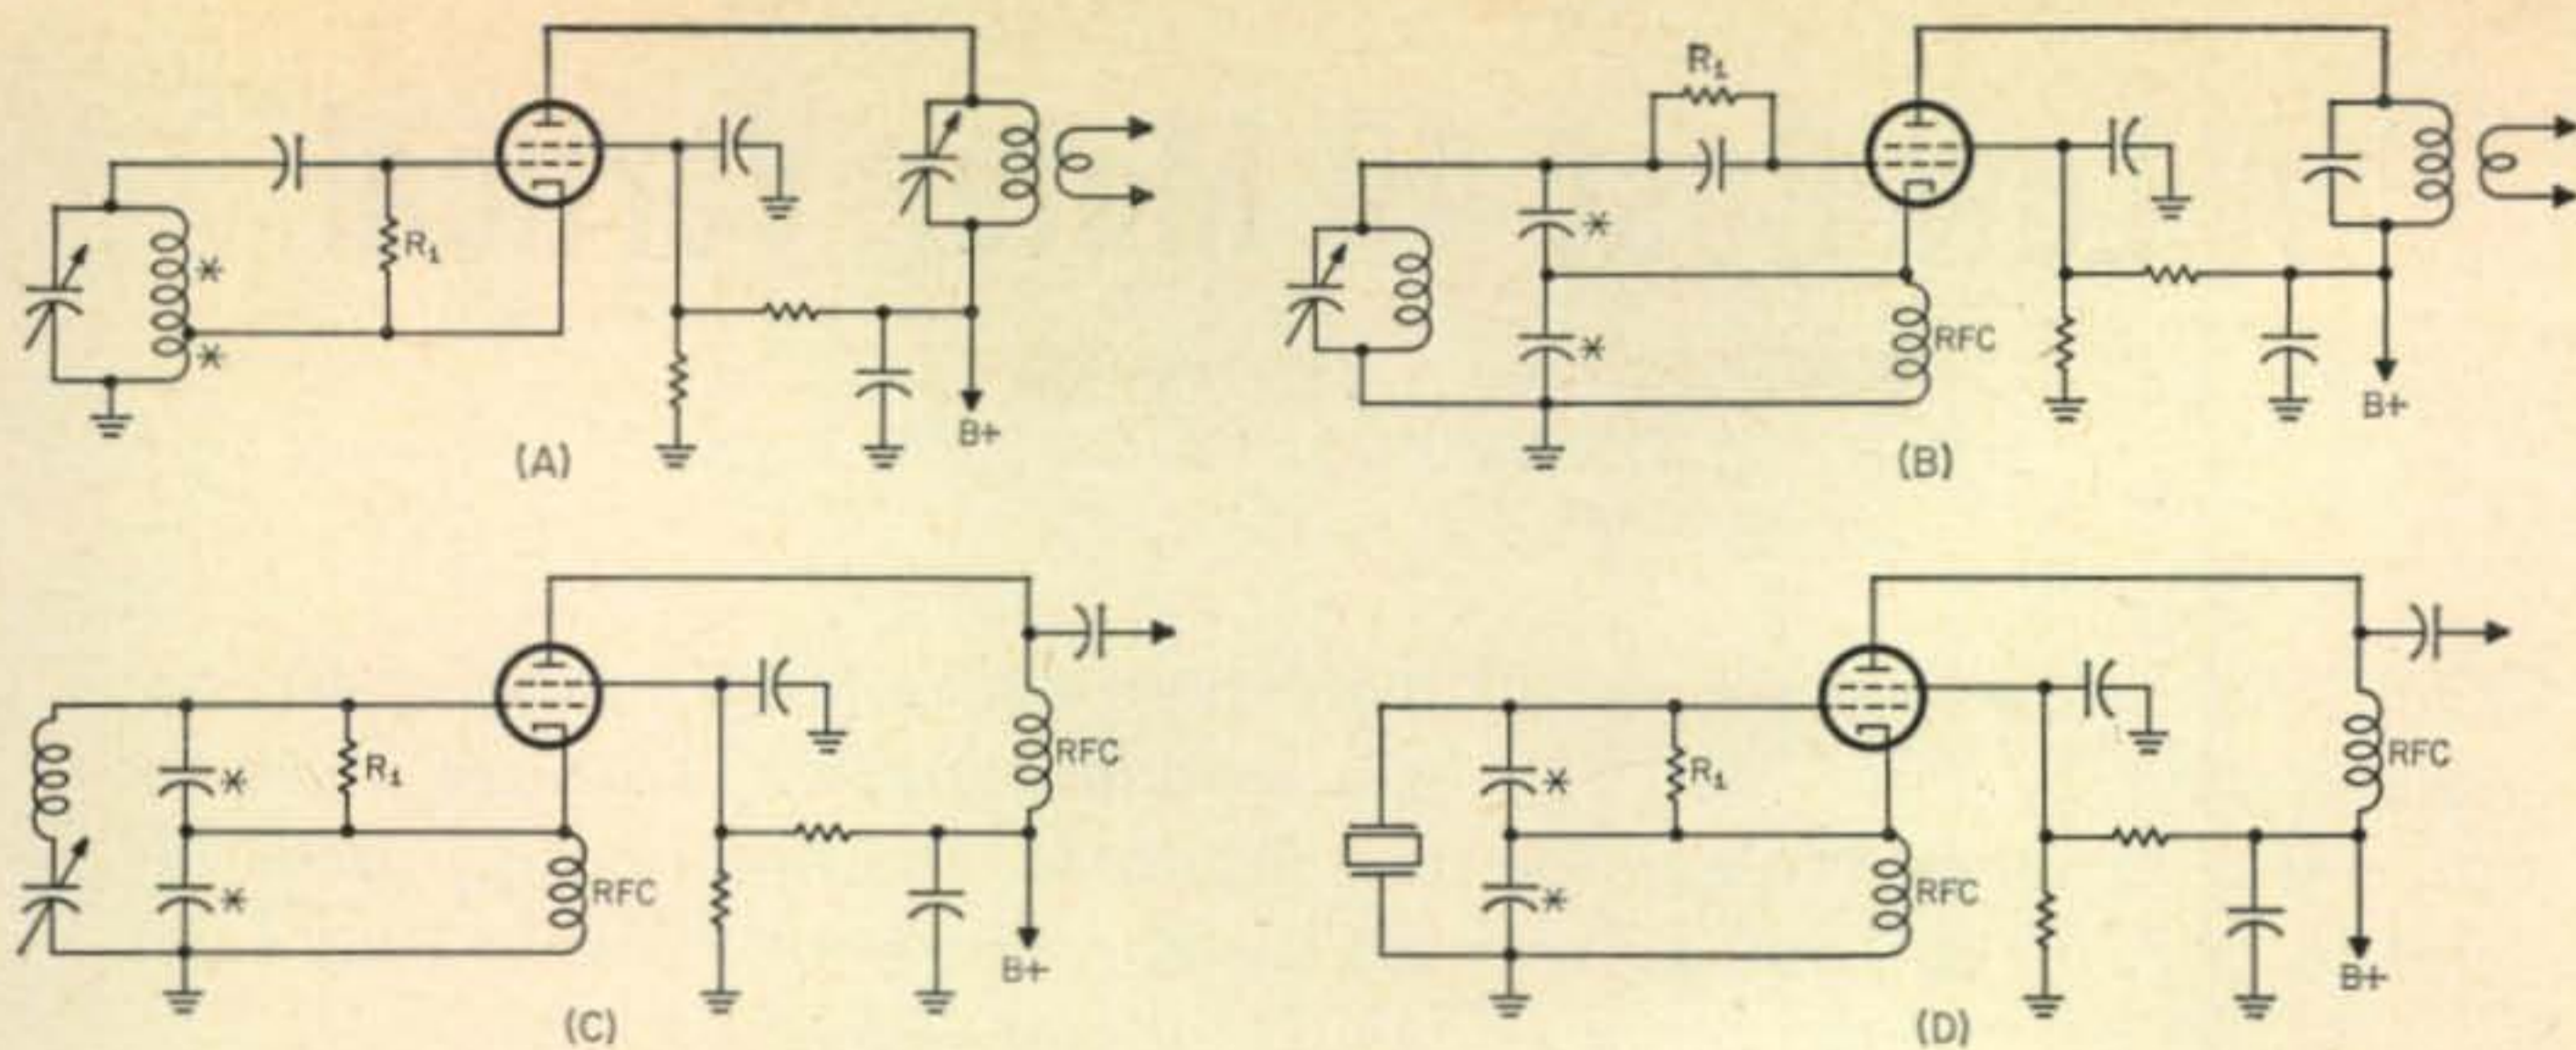 R₁
*
*
B+
(A)
R₁
*
*
RFC
B+
(B)
R₁
*
*
RFC
RFC
B+
(C)
R₁
*
*
RFC
RFC
B+
(D)